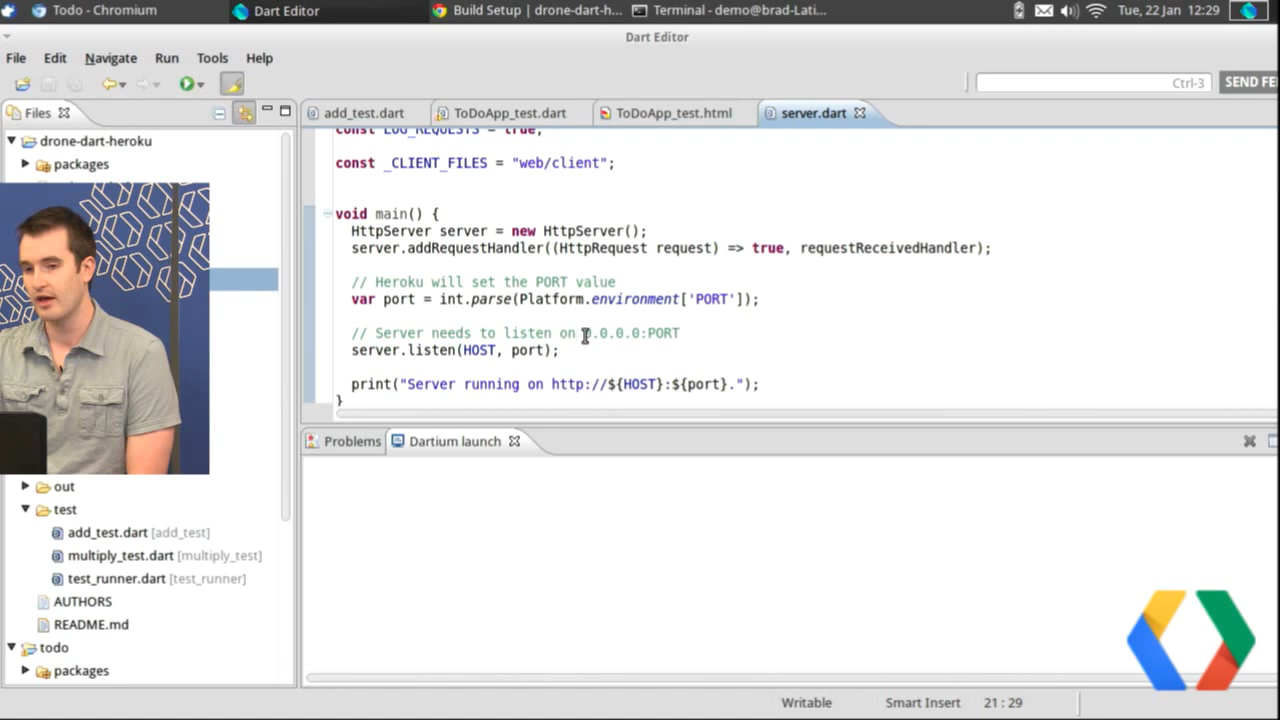 Todo - Chromium
Dart Editor
Build Setup | drone-dart-h...
Terminal - demo@brad-Lati...
Tue, 22 Jan 12:29
Dart Editor
File Edit Navigate Run Tools Help
Ctrl-3
SEND FE
Files
add_test.dart
ToDoApp_test.dart
ToDoApp_test.html
server.dart
drone-dart-heroku
packages
const LOG_REQUESTS = true;
const _CLIENT_FILES = "web/client";
void main() {
HttpServer server = new HttpServer();
server.addRequestHandler((HttpRequest request) => true, requestReceivedHandler);
// Heroku will set the PORT value
var port = int.parse(Platform.environment['PORT']);
// Server needs to listen on 0.0.0.0:PORT
server.listen(HOST, port);
print("Server running on http://${HOST}:${port}.");
}
Problems
Dartium launch
out
test
add_test.dart [add_test]
multiply_test.dart [multiply_test]
test_runner.dart [test_runner]
AUTHORS
README.md
todo
packages
Writable
Smart Insert
21 : 29